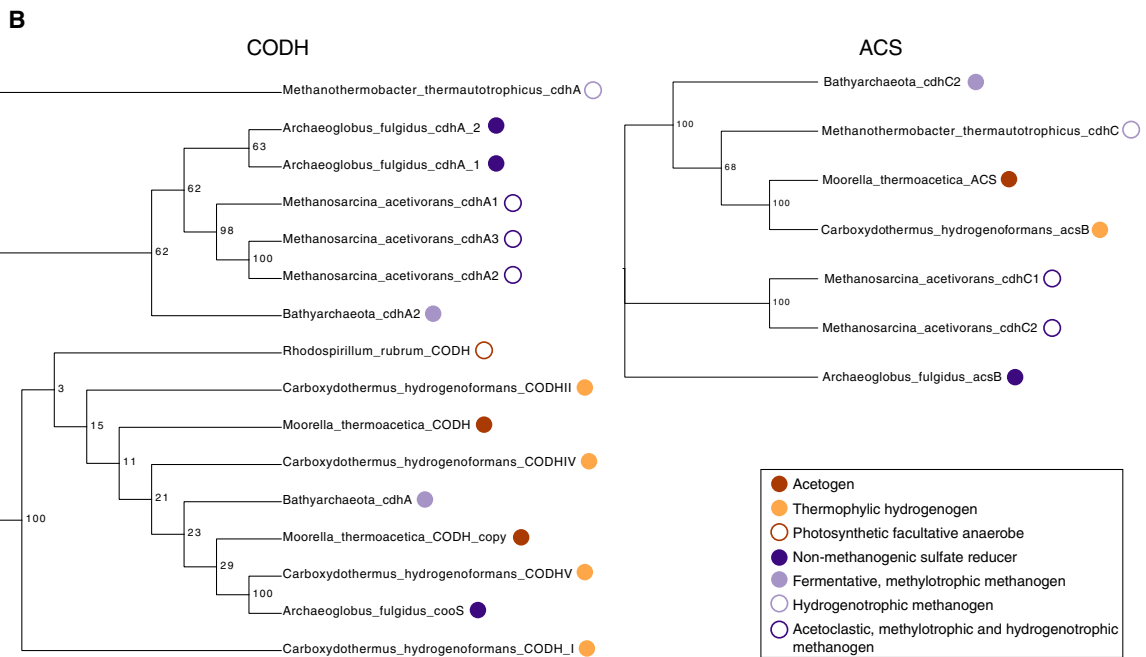 B
CODH
Methanothermobacter_thermautotrophicus_cdhA
Archaeoglobus_fulgidus_cdhA_2
63
Archaeoglobus_fulgidus_cdhA_1
62
Methanosarcina_acetivorans_cdhA1
98
Methanosarcina_acetivorans_cdhA3
62
100
Methanosarcina_acetivorans_cdhA2
Bathyarchaeota_cdhA2
Rhodospirillum_rubrum_CODH
3
Carboxydothermus_hydrogenoformans_CODHII
15
Moorella_thermoacetica_CODH
11
Carboxydothermus_hydrogenoformans_CODHIV
21
Bathyarchaeota_cdhA
100
23
Moorella_thermoacetica_CODH_copy
29
Carboxydothermus_hydrogenoformans_CODHV
100
Archaeoglobus_fulgidus_cooS
Carboxydothermus_hydrogenoformans_CODH_I
ACS
Bathyarchaeota_cdhC2
100
Methanothermobacter_thermautotrophicus_cdhC
68
Moorella_thermoacetica_ACS
100
Carboxydothermus_hydrogenoformans_acsB
Methanosarcina_acetivorans_cdhC1
100
Methanosarcina_acetivorans_cdhC2
Archaeoglobus_fulgidus_acsB
Acetogen
Thermophylic hydrogenogen
Photosynthetic facultative anaerobe
Non-methanogenic sulfate reducer
Fermentative, methylotrophic methanogen
Hydrogenotrophic methanogen
Acetoclastic, methylotrophic and hydrogenotrophic
methanogen